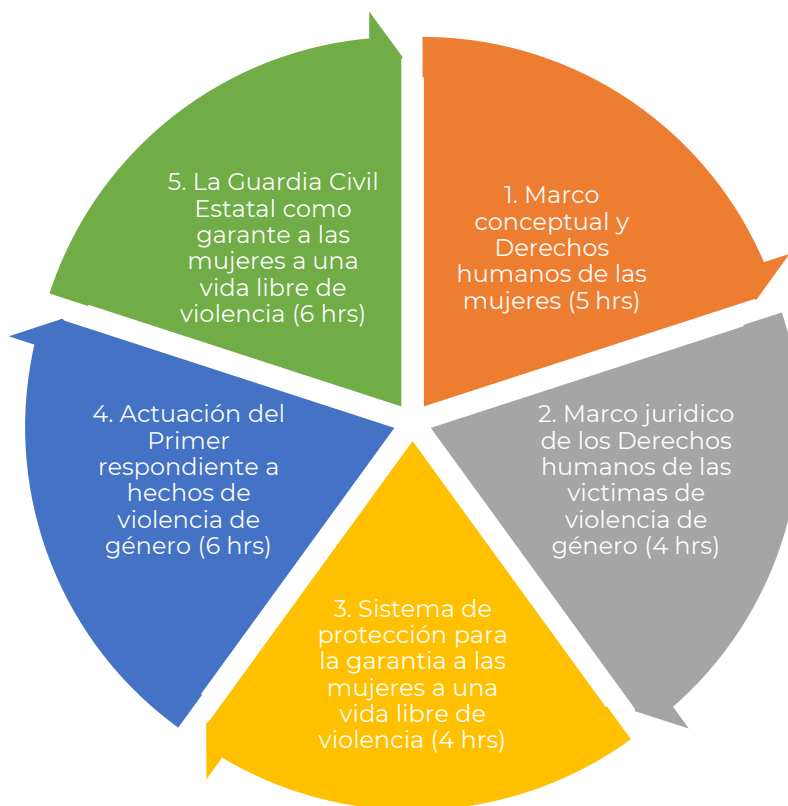 1. Marco
conceptual y
Derechos
humanos de las
mujeres (5 hrs)
2. Marco juridico
de los Derechos
humanos de las
victimas de
violencia de
género (4 hrs)
3. Sistema de
protección para
la garantia a las
mujeres a una
vida libre de
violencia (4 hrs)
4. Actuación del
Primer
respondiente a
hechos de
violencia de
género (6 hrs)
5. La Guardia Civil
Estatal como
garante a las
mujeres a una
vida libre de
violencia (6 hrs)